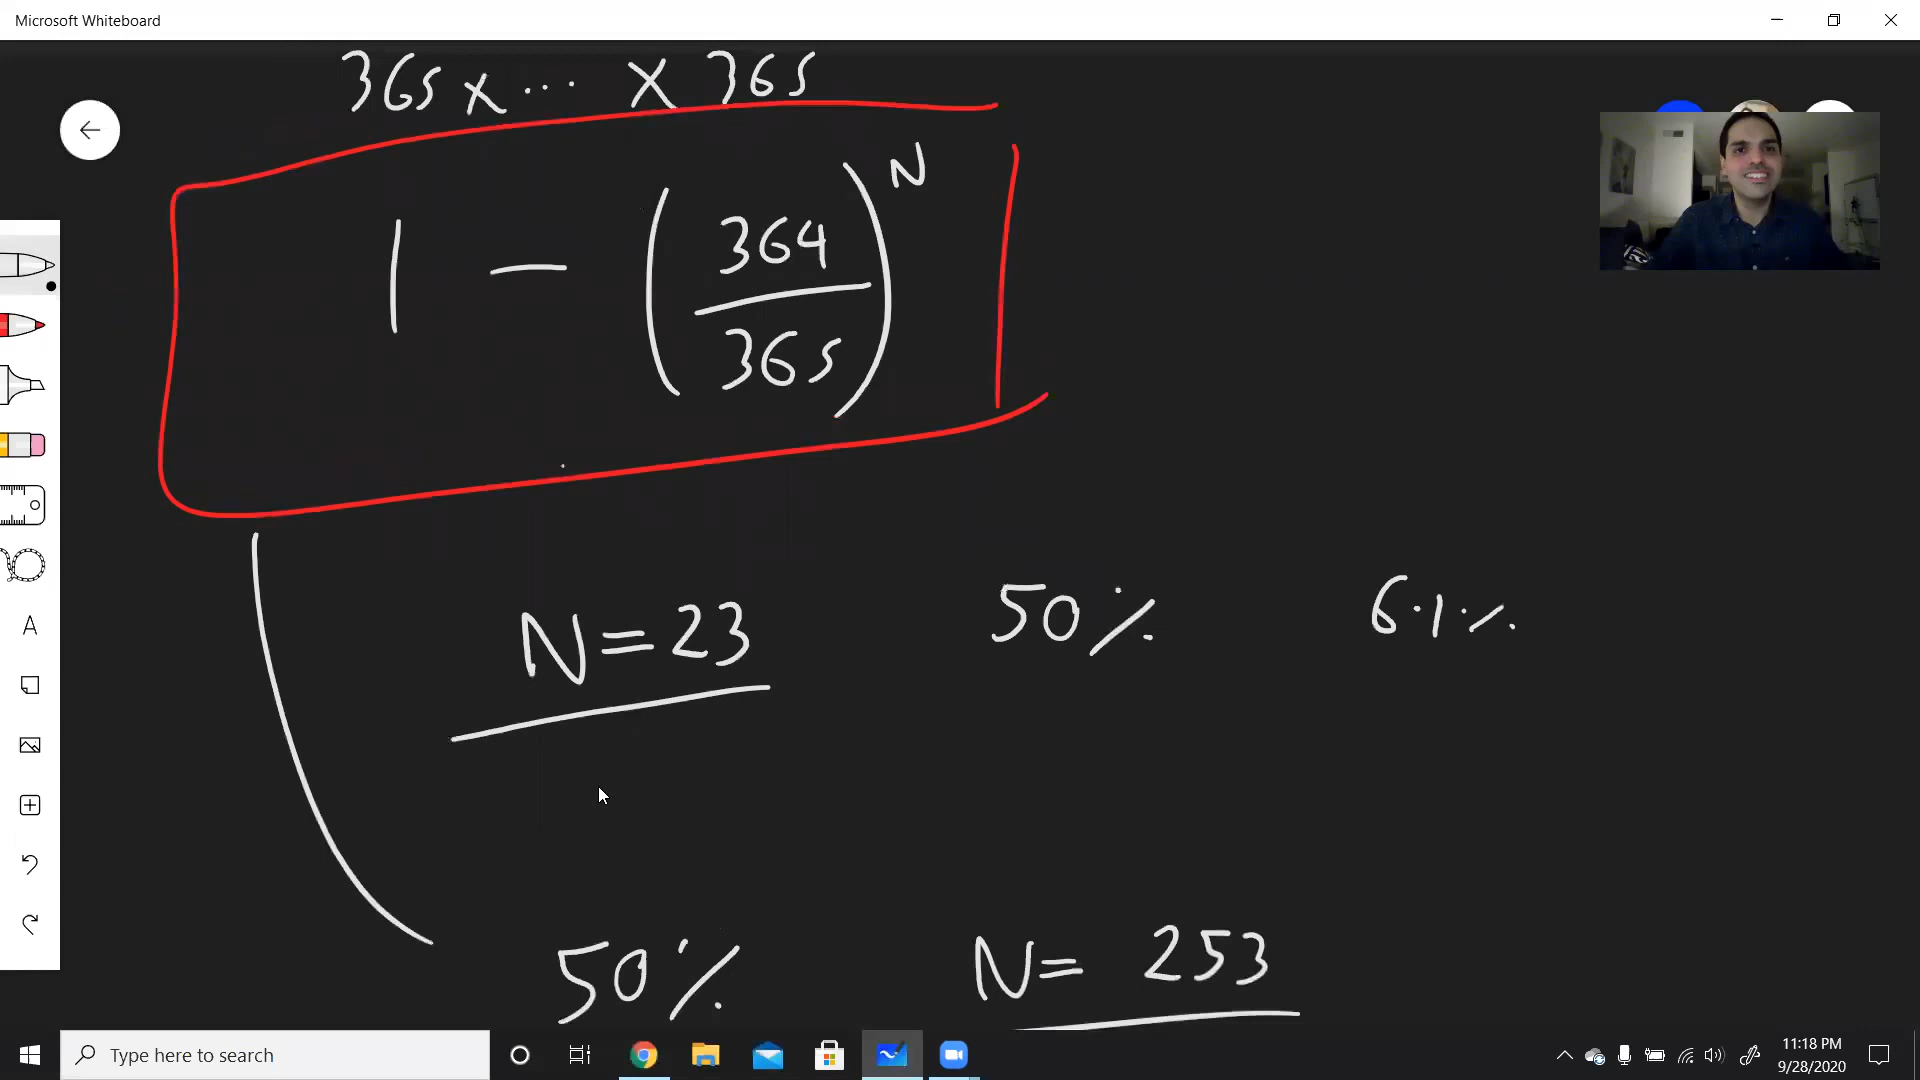 Microsoft Whiteboard
365 x ... x 365
1 - (364/365)^N
N=23 50% 6.1%
50% N= 253
Type here to search
11:18 PM
9/28/2020